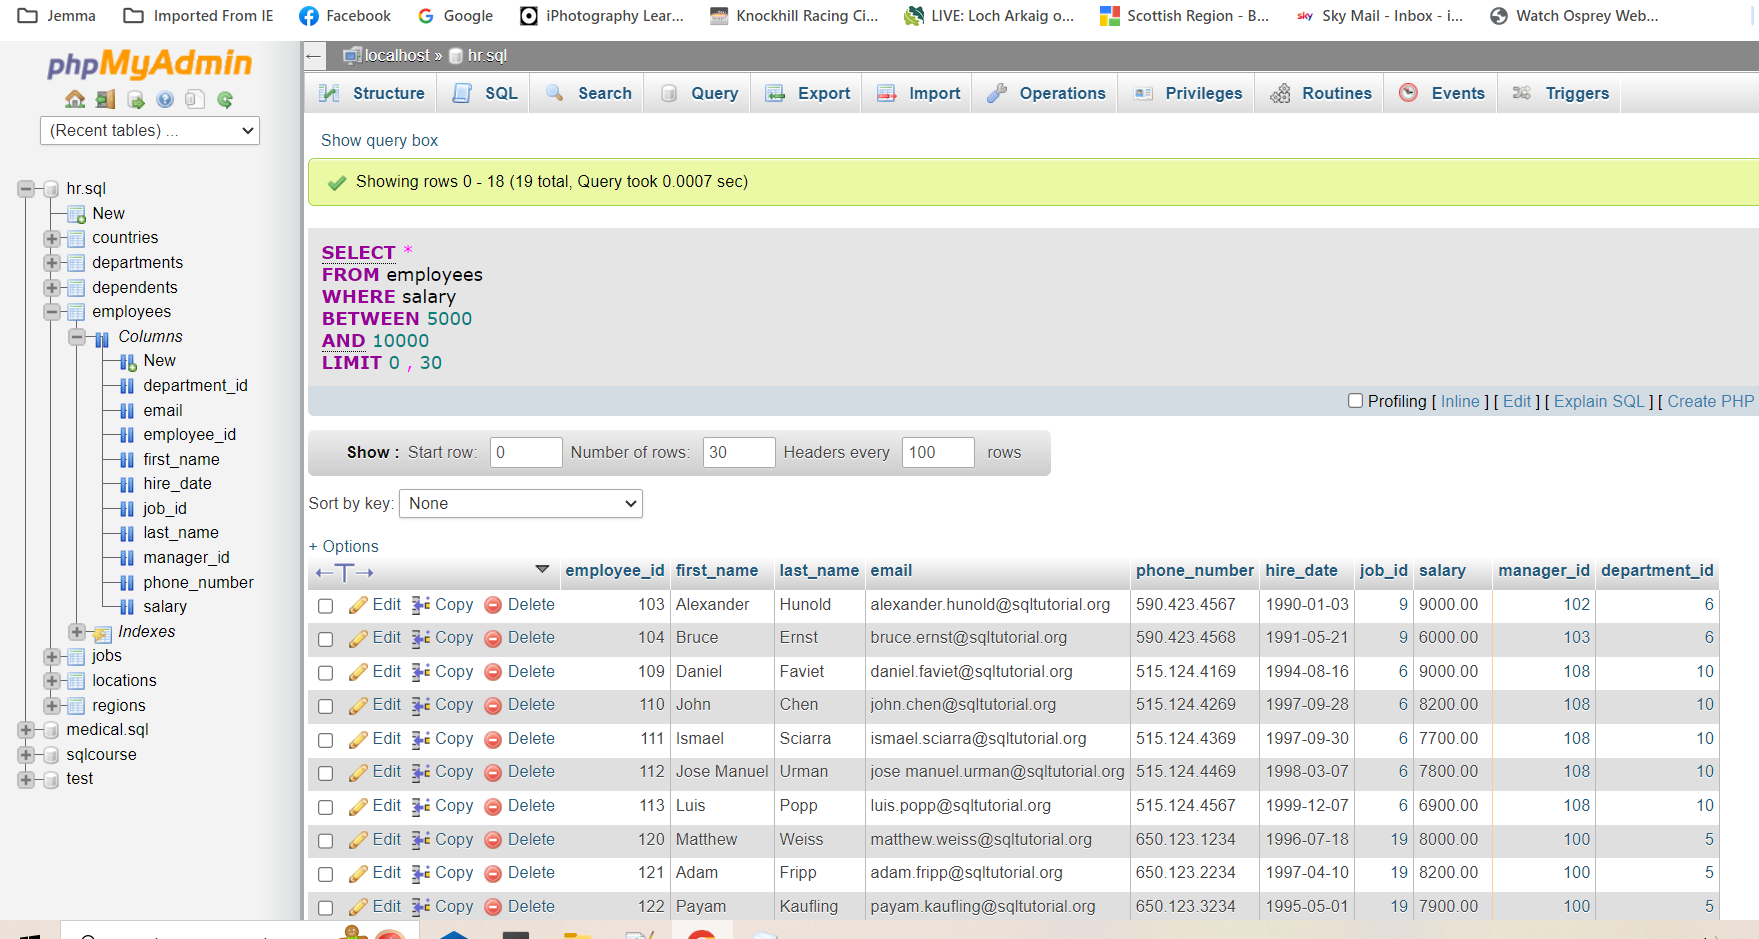 Jemma Imported From IE Facebook Google iPhotography Lear... Knockhill Racing Ci... LIVE: Loch Arkaig o... Scottish Region - B... sky Sky Mail - Inbox - i... Watch Osprey Web...
phpMyAdmin
(Recent tables) ...
hr.sql
New
countries
departments
dependents
employees
Columns
New
department_id
email
employee_id
first_name
hire_date
job_id
last_name
manager_id
phone_number
salary
Indexes
jobs
locations
regions
medical.sql
sqlcourse
test
localhost » hr.sql
Structure SQL Search Query Export Import Operations Privileges Routines Events Triggers
Show query box
Showing rows 0 - 18 (19 total, Query took 0.0007 sec)
SELECT *
FROM employees
WHERE salary
BETWEEN 5000
AND 10000
LIMIT 0 , 30
Profiling [ Inline ] [ Edit ] [ Explain SQL ] [ Create PHP
Show : Start row: 0 Number of rows: 30 Headers every 100 rows
Sort by key: None
+ Options
employee_id first_name last_name email phone_number hire_date job_id salary manager_id department_id
Edit Copy Delete 103 Alexander Hunold alexander.hunold@sqltutorial.org 590.423.4567 1990-01-03 9 9000.00 102 6
Edit Copy Delete 104 Bruce Ernst bruce.ernst@sqltutorial.org 590.423.4568 1991-05-21 9 6000.00 103 6
Edit Copy Delete 109 Daniel Faviet daniel.faviet@sqltutorial.org 515.124.4169 1994-08-16 6 9000.00 108 10
Edit Copy Delete 110 John Chen john.chen@sqltutorial.org 515.124.4269 1997-09-28 6 8200.00 108 10
Edit Copy Delete 111 Ismael Sciarra ismael.sciarra@sqltutorial.org 515.124.4369 1997-09-30 6 7700.00 108 10
Edit Copy Delete 112 Jose Manuel Urman jose manuel.urman@sqltutorial.org 515.124.4469 1998-03-07 6 7800.00 108 10
Edit Copy Delete 113 Luis Popp luis.popp@sqltutorial.org 515.124.4567 1999-12-07 6 6900.00 108 10
Edit Copy Delete 120 Matthew Weiss matthew.weiss@sqltutorial.org 650.123.1234 1996-07-18 19 8000.00 100 5
Edit Copy Delete 121 Adam Fripp adam.fripp@sqltutorial.org 650.123.2234 1997-04-10 19 8200.00 100 5
Edit Copy Delete 122 Payam Kaufling payam.kaufling@sqltutorial.org 650.123.3234 1995-05-01 19 7900.00 100 5